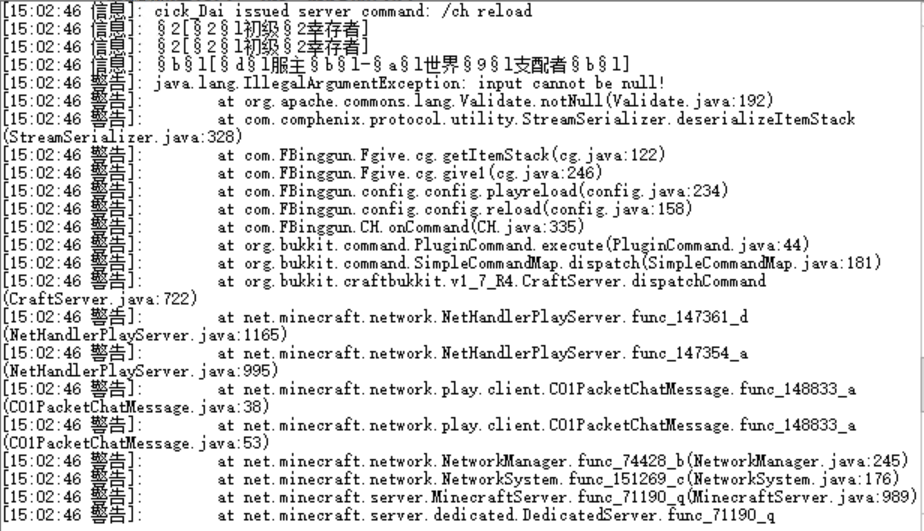 [15:02:46 信息]: cick_Dai issued server command: /ch reload
[15:02:46 信息]: §2[§2§l初级§2幸存者]
[15:02:46 信息]: §2[§2§l初级§2幸存者]
[15:02:46 信息]: §b§l[§d§l服主§b§l-§a§l世界§9§l支配者§b§l]
[15:02:46 警告]: java.lang.IllegalArgumentException: input cannot be null!
[15:02:46 警告]: at org.apache.commons.lang.Validate.notNull(Validate.java:192)
[15:02:46 警告]: at com.comphenix.protocol.utility.StreamSerializer.deserializeItemStack
(StreamSerializer.java:328)
[15:02:46 警告]: at com.FBinggun.Fgive.cg.getItemStack(cg.java:122)
[15:02:46 警告]: at com.FBinggun.Fgive.cg.give1(cg.java:246)
[15:02:46 警告]: at com.FBinggun.config.config.playreload(config.java:234)
[15:02:46 警告]: at com.FBinggun.config.config.reload(config.java:158)
[15:02:46 警告]: at com.FBinggun.CH.onCommand(CH.java:335)
[15:02:46 警告]: at org.bukkit.command.PluginCommand.execute(PluginCommand.java:44)
[15:02:46 警告]: at org.bukkit.command.SimpleCommandMap.dispatch(SimpleCommandMap.java:181)
[15:02:46 警告]: at org.bukkit.craftbukkit.v1_7_R4.CraftServer.dispatchCommand
(CraftServer.java:722)
[15:02:46 警告]: at net.minecraft.network.NetHandlerPlayServer.func_147361_d
(NetHandlerPlayServer.java:1165)
[15:02:46 警告]: at net.minecraft.network.NetHandlerPlayServer.func_147354_a
(NetHandlerPlayServer.java:995)
[15:02:46 警告]: at net.minecraft.network.play.client.C01PacketChatMessage.func_148833_a
(C01PacketChatMessage.java:38)
[15:02:46 警告]: at net.minecraft.network.play.client.C01PacketChatMessage.func_148833_a
(C01PacketChatMessage.java:53)
[15:02:46 警告]: at net.minecraft.network.NetworkManager.func_74428_b(NetworkManager.java:245)
[15:02:46 警告]: at net.minecraft.network.NetworkSystem.func_151269_c(NetworkSystem.java:176)
[15:02:46 警告]: at net.minecraft.server.MinecraftServer.func_71190_q(MinecraftServer.java:989)
[15:02:46 警告]: at net.minecraft.server.dedicated.DedicatedServer.func_71190_q